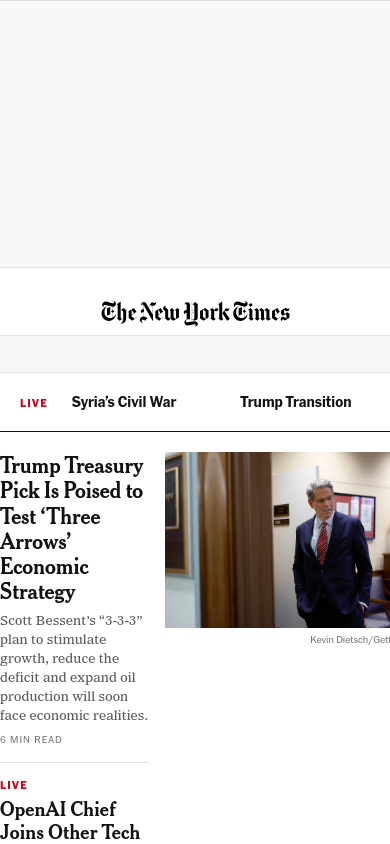 The New York Times
LIVE Syria's Civil War Trump Transition
Trump Treasury
Pick Is Poised to
Test ‘Three
Arrows’
Economic
Strategy
Scott Bessent’s “3-3-3”
plan to stimulate
growth, reduce the
deficit and expand oil
production will soon
face economic realities.
6 MIN READ
Kevin Dietsch/Gett
LIVE
OpenAI Chief
Joins Other Tech